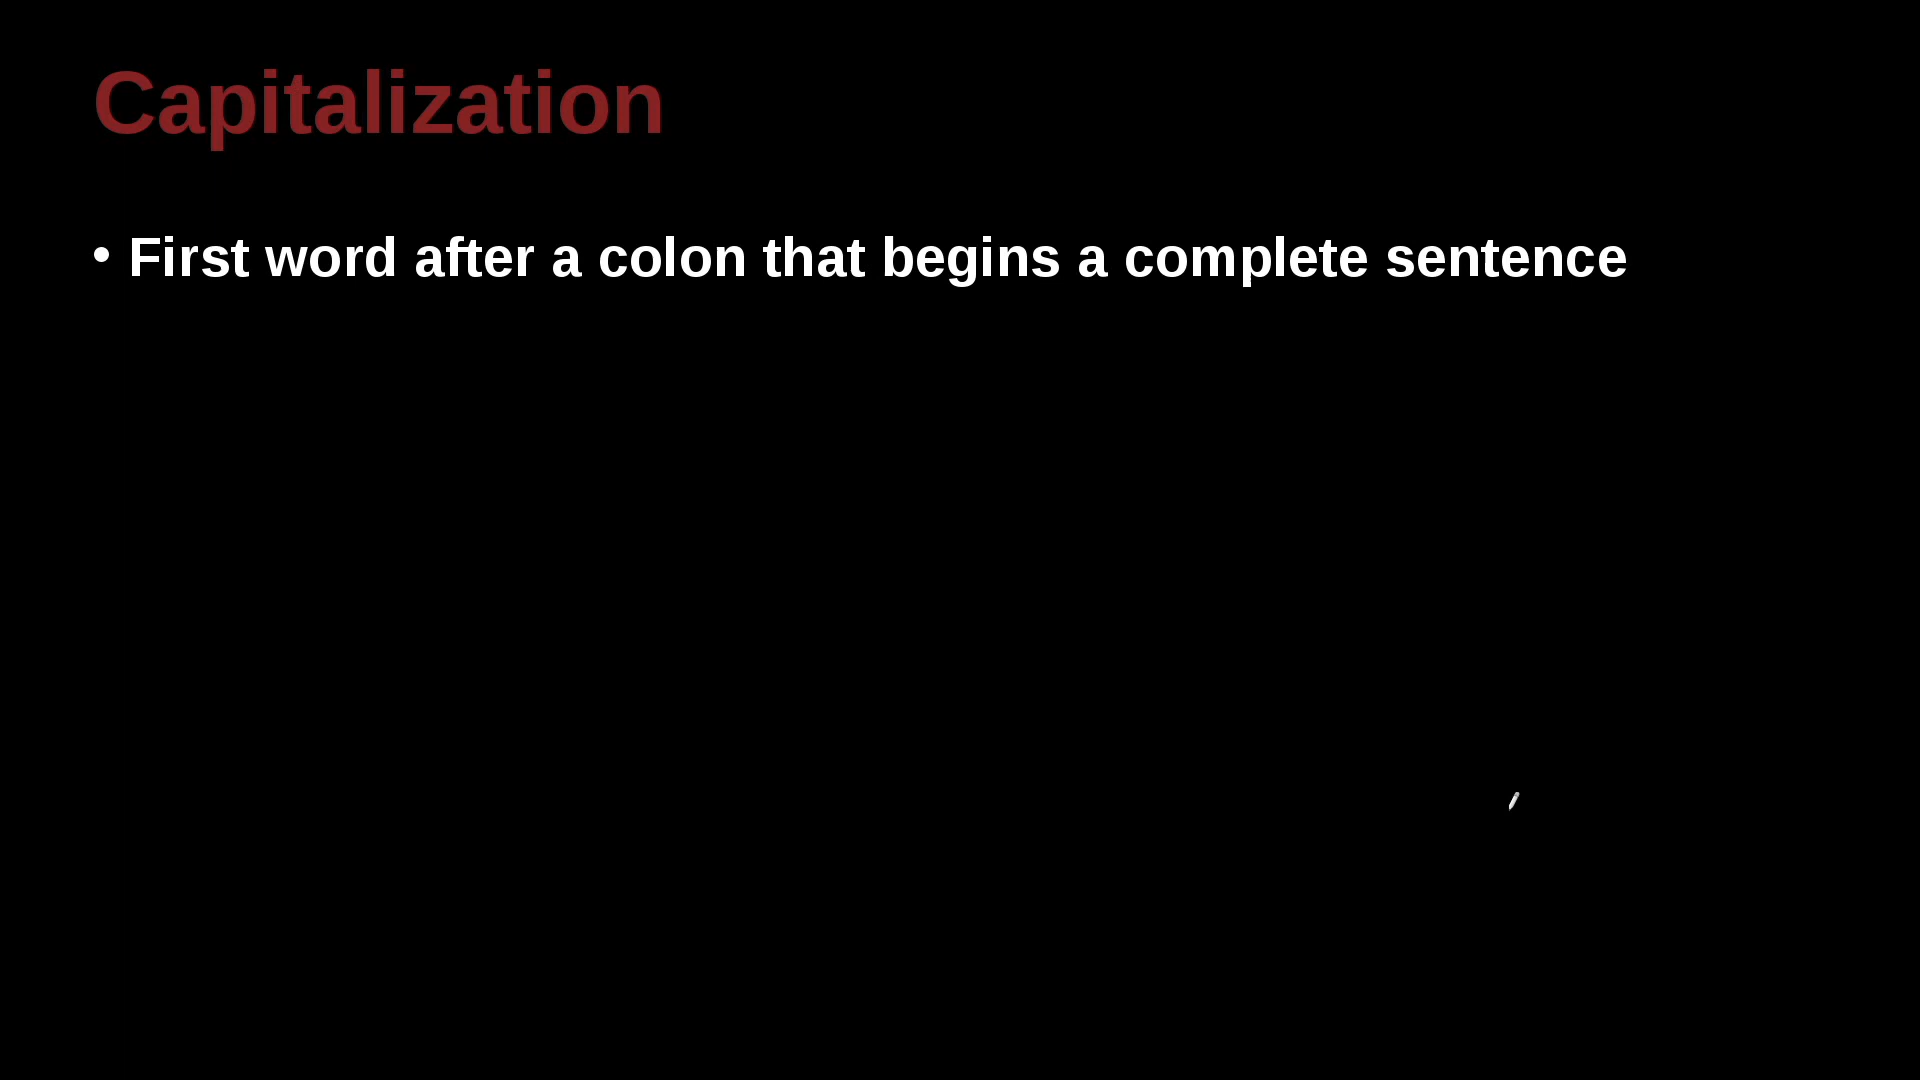 Capitalization
• First word after a colon that begins a complete sentence